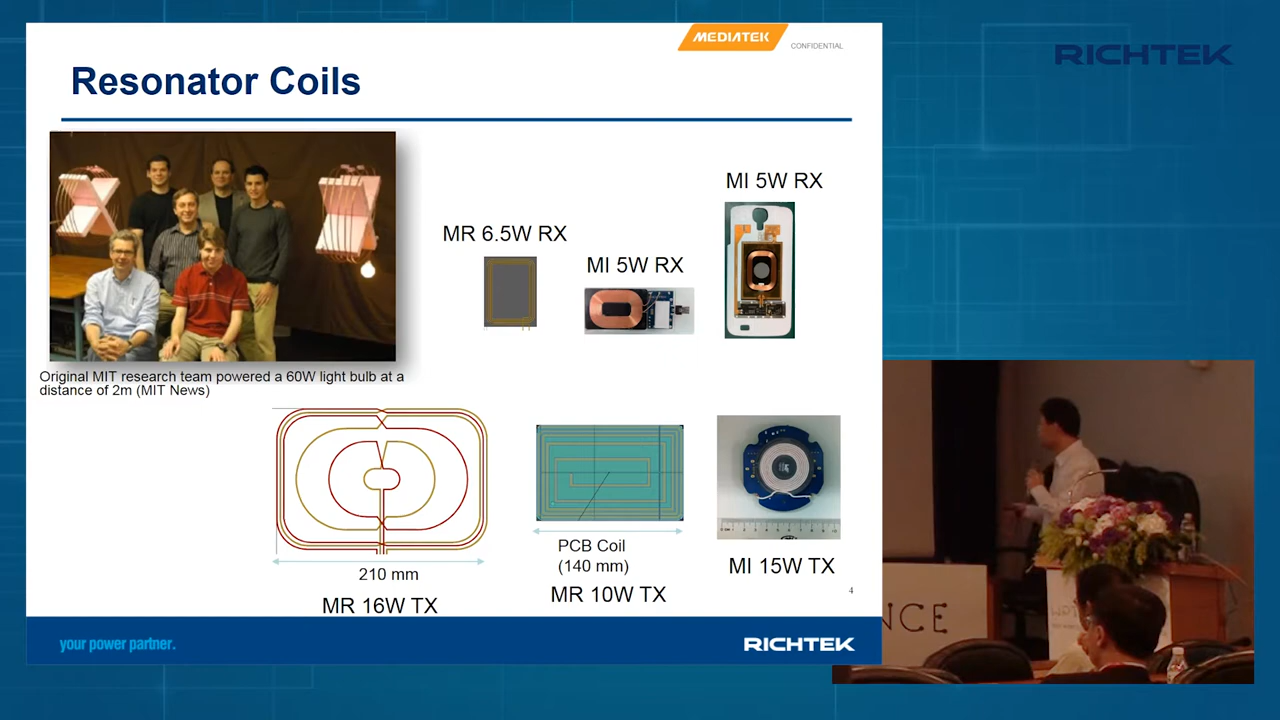 MEDIATEK
CONFIDENTIAL
RICHTEK
Resonator Coils
MI 5W RX
MR 6.5W RX
MI 5W RX
Original MIT research team powered a 60W light bulb at a
distance of 2m (MIT News)
210 mm
MR 16W TX
PCB Coil
(140 mm)
MR 10W TX
MI 15W TX
4
your power partner.
RICHTEK
NCE